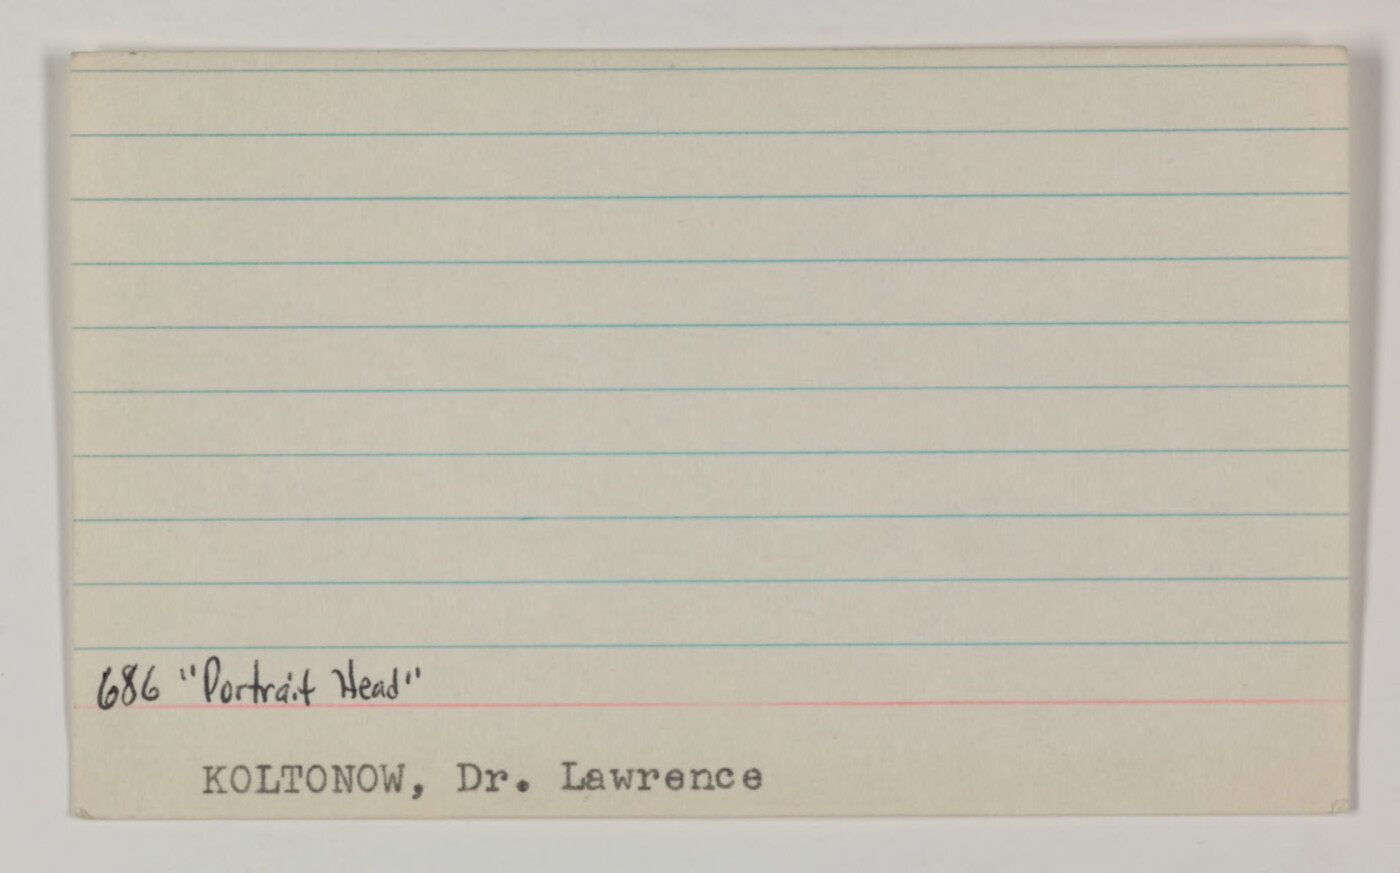 686 "Portrait Head"
KOLTONOW, Dr. Lawrence